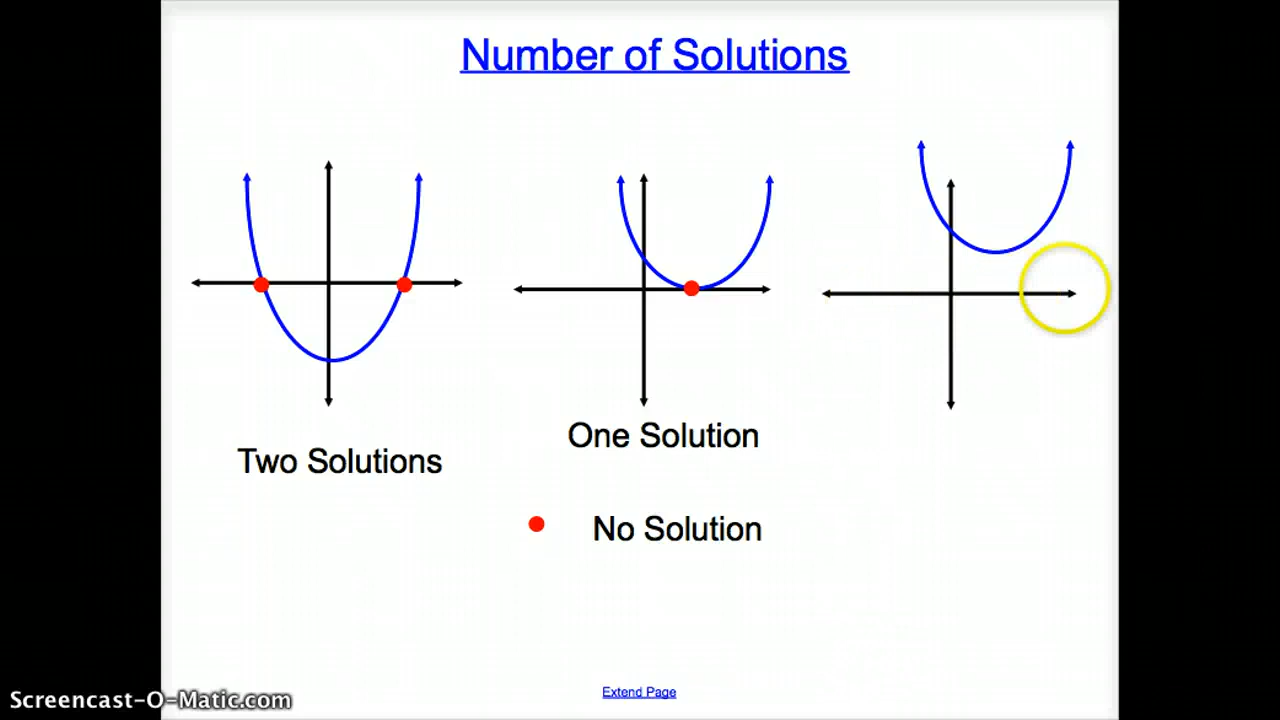 Number of Solutions
One Solution
Two Solutions
No Solution
Extend Page
Screencast-O-Matic.com